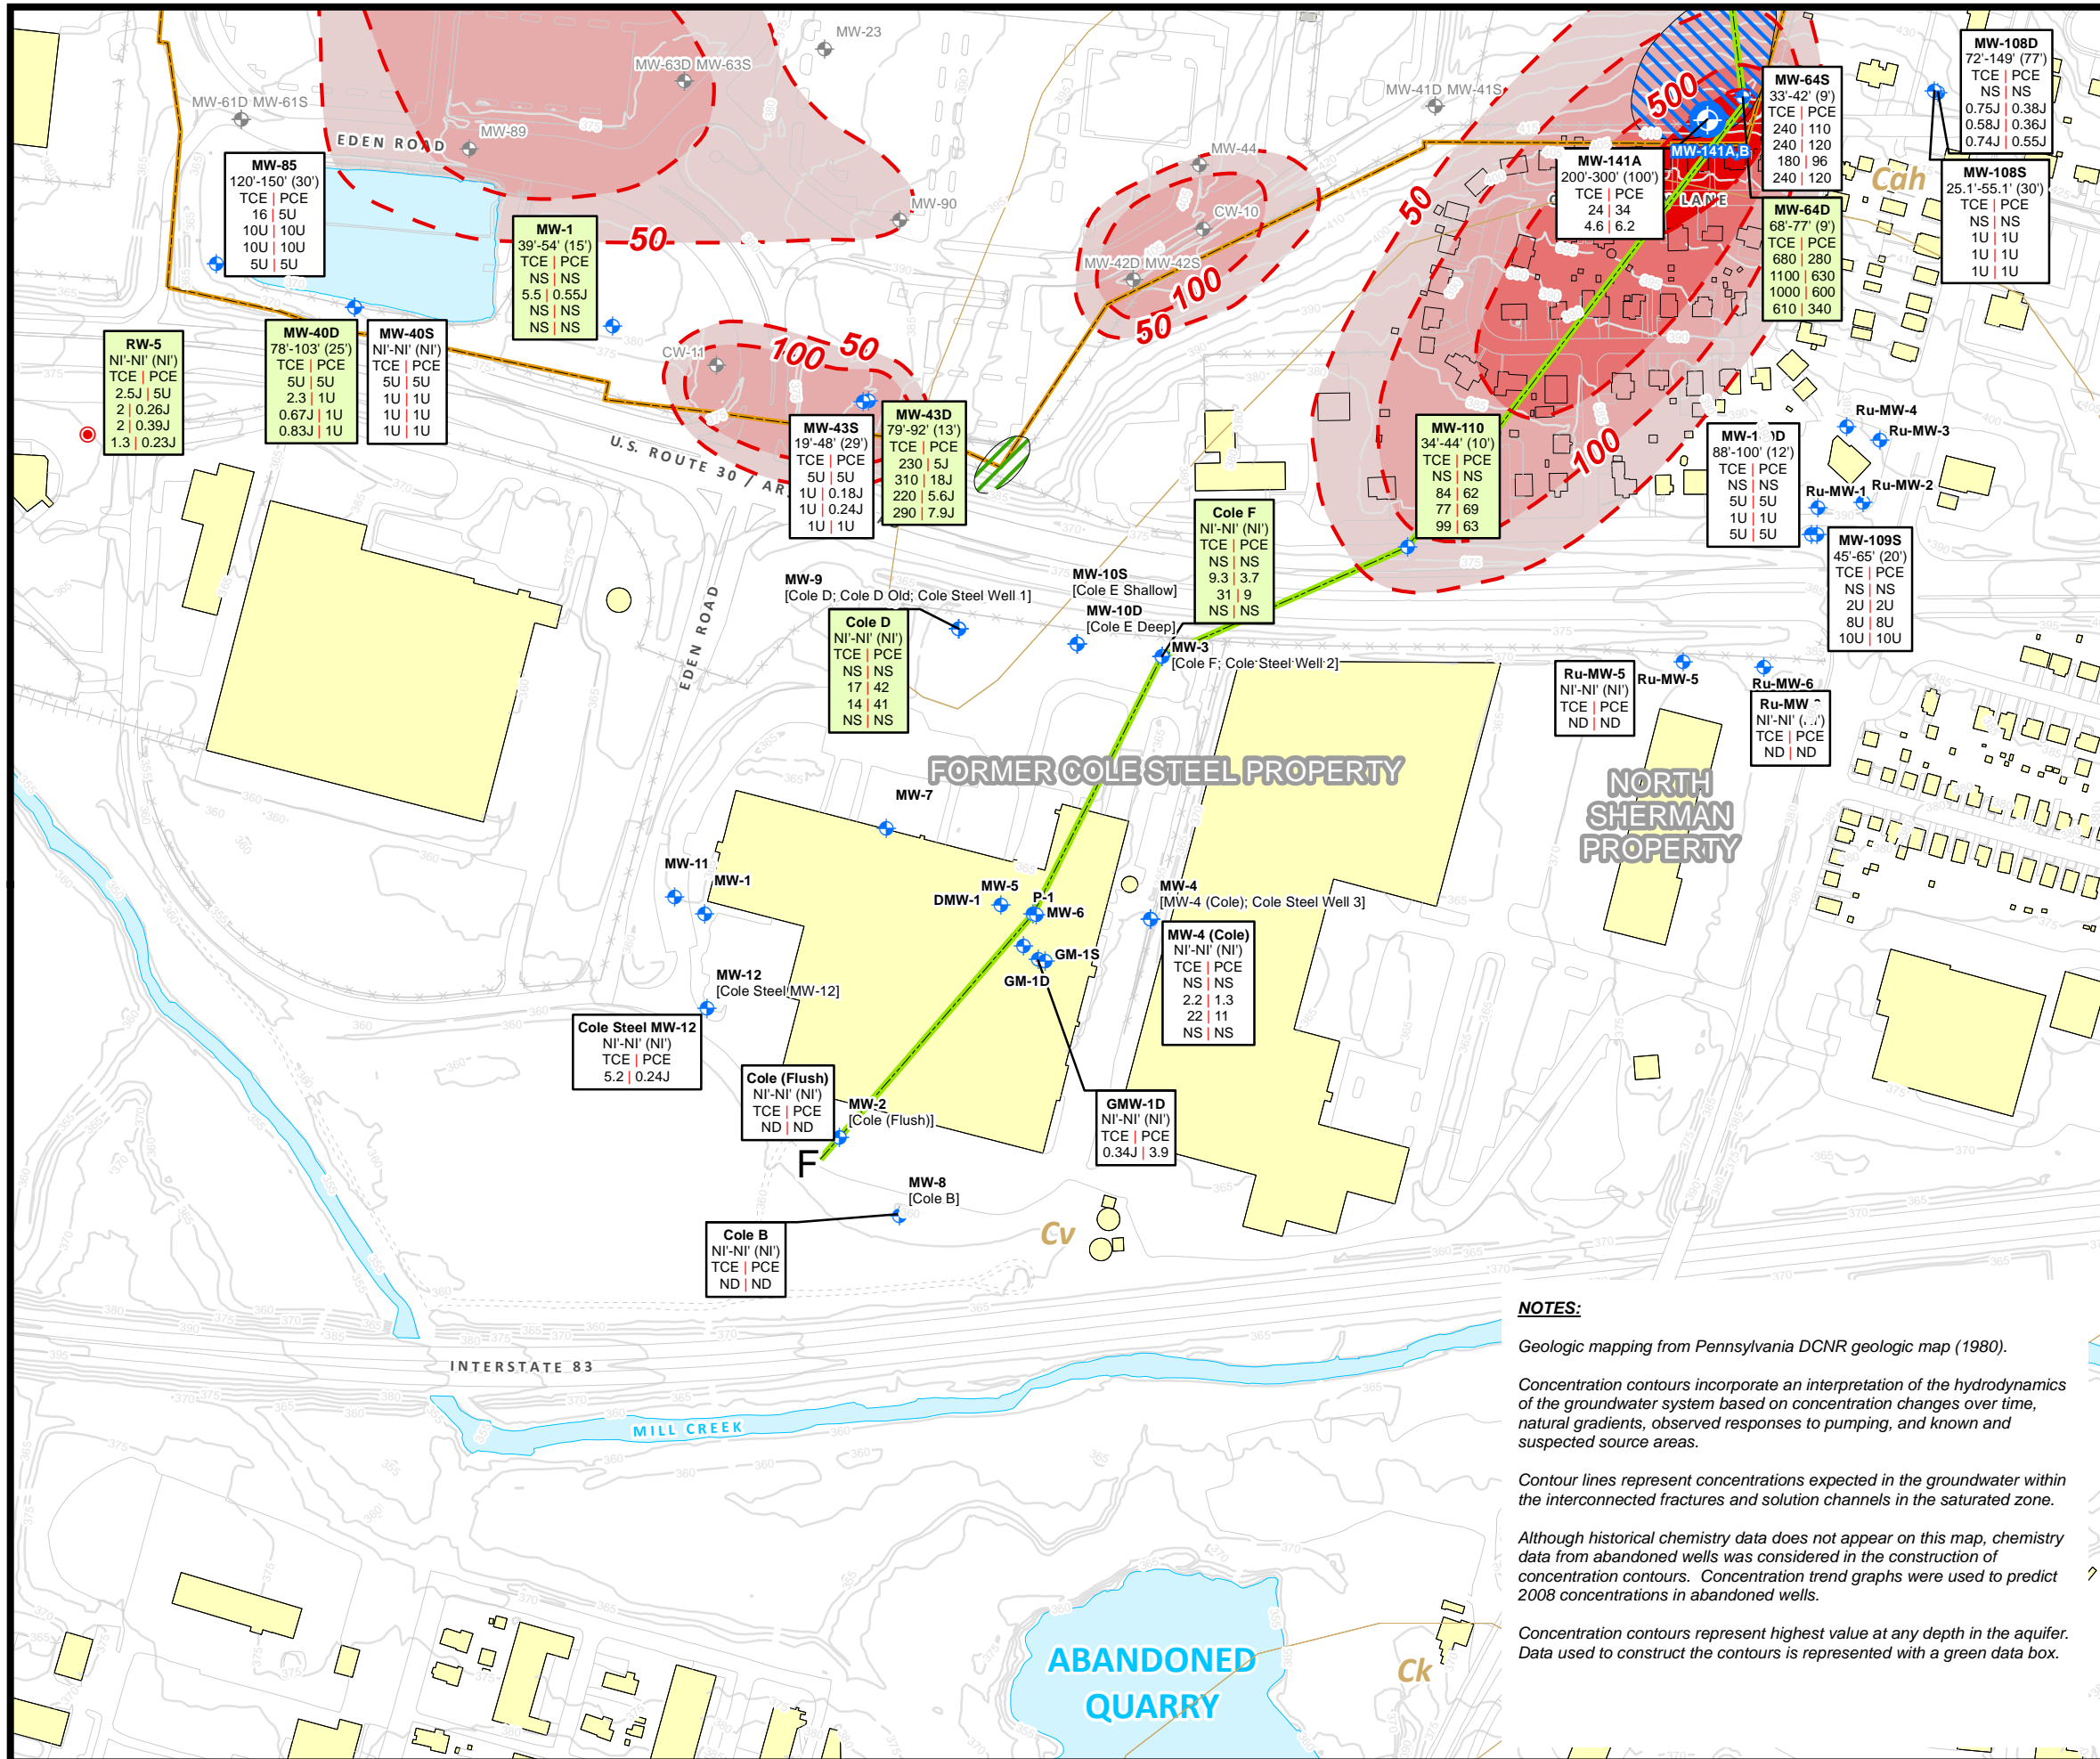 MW-23
MW-63D MW-63S
MW-61D MW-61S
MW-89
EDEN ROAD
MW-90
MW-44
CW-10
MW-42D MW-42S
MW-41D MW-41S
CW-11
50
100
50
100
50
50
100
500
MW-85
120'-150' (30')
TCE | PCE
16 | 5U
10U | 10U
10U | 10U
5U | 5U
MW-1
39'-54' (15')
TCE | PCE
NS | NS
5.5 | 0.55J
NS | NS
NS | NS
RW-5
NI'-NI' (NI')
TCE | PCE
2.5J | 5U
2 | 0.26J
2 | 0.39J
1.3 | 0.23J
MW-40D
78'-103' (25')
TCE | PCE
5U | 5U
2.3 | 1U
0.67J | 1U
0.83J | 1U
MW-40S
NI'-NI' (NI')
TCE | PCE
5U | 5U
1U | 1U
1U | 1U
1U | 1U
MW-43S
19'-48' (29')
TCE | PCE
5U | 5U
1U | 0.18J
1U | 0.24J
1U | 1U
MW-43D
79'-92' (13')
TCE | PCE
230 | 5J
310 | 18J
220 | 5.6J
290 | 7.9J
MW-141A
200'-300' (100')
TCE | PCE
24 | 34
4.6 | 6.2
MW-141A,B
MW-64S
33'-42' (9')
TCE | PCE
240 | 110
240 | 120
180 | 96
240 | 120
MW-64D
68'-77' (9')
TCE | PCE
680 | 280
1100 | 630
1000 | 600
610 | 340
MW-108D
72'-149' (77')
TCE | PCE
NS | NS
0.75J | 0.38J
0.58J | 0.36J
0.74J | 0.55J
MW-108S
25.1'-55.1' (30')
TCE | PCE
NS | NS
1U | 1U
1U | 1U
1U | 1U
Cah
LANE
MW-110
34'-44' (10')
TCE | PCE
NS | NS
84 | 62
77 | 69
99 | 63
88'-100' (12')
TCE | PCE
NS | NS
5U | 5U
1U | 1U
5U | 5U
Ru-MW-4
Ru-MW-3
Ru-MW-1
Ru-MW-2
MW-109S
45'-65' (20')
TCE | PCE
NS | NS
2U | 2U
8U | 8U
10U | 10U
U.S. ROUTE 30 /
EDEN ROAD
MW-9
[Cole D; Cole D Old; Cole Steel Well 1]
Cole D
NI'-NI' (NI')
TCE | PCE
NS | NS
17 | 42
14 | 41
NS | NS
MW-10S
[Cole E Shallow]
MW-10D
[Cole E Deep]
Cole F
NI'-NI' (NI')
TCE | PCE
NS | NS
9.3 | 3.7
31 | 9
NS | NS
MW-3
[Cole F; Cole Steel Well 2]
Ru-MW-5
NI'-NI' (NI')
TCE | PCE
ND | ND
Ru-MW-5
Ru-MW-6
Ru-MW
NI'-NI'
TCE | PCE
ND | ND
FORMER COLE STEEL PROPERTY
NORTH
SHERMAN
PROPERTY
MW-7
MW-11
MW-1
MW-5
DMW-1
P-1
MW-6
GM-1S
GM-1D
MW-4
[MW-4 (Cole); Cole Steel Well 3]
MW-4 (Cole)
NI'-NI' (NI')
TCE | PCE
NS | NS
2.2 | 1.3
22 | 11
NS | NS
MW-12
[Cole Steel MW-12]
Cole Steel MW-12
NI'-NI' (NI')
TCE | PCE
5.2 | 0.24J
Cole (Flush)
NI'-NI' (NI')
TCE | PCE
ND | ND
MW-2
[Cole (Flush)]
F
GMW-1D
NI'-NI' (NI')
TCE | PCE
0.34J | 3.9
MW-8
[Cole B]
Cole B
NI'-NI' (NI')
TCE | PCE
ND | ND
Cv
INTERSTATE 83
MILL CREEK
ABANDONED
QUARRY
Ck
NOTES:
Geologic mapping from Pennsylvania DCNR geologic map (1980).
Concentration contours incorporate an interpretation of the hydrodynamics
of the groundwater system based on concentration changes over time,
natural gradients, observed responses to pumping, and known and
suspected source areas.
Contour lines represent concentrations expected in the groundwater within
the interconnected fractures and solution channels in the saturated zone.
Although historical chemistry data does not appear on this map, chemistry
data from abandoned wells was considered in the construction of
concentration contours.  Concentration trend graphs were used to predict
2008 concentrations in abandoned wells.
Concentration contours represent highest value at any depth in the aquifer.
Data used to construct the contours is represented with a green data box.